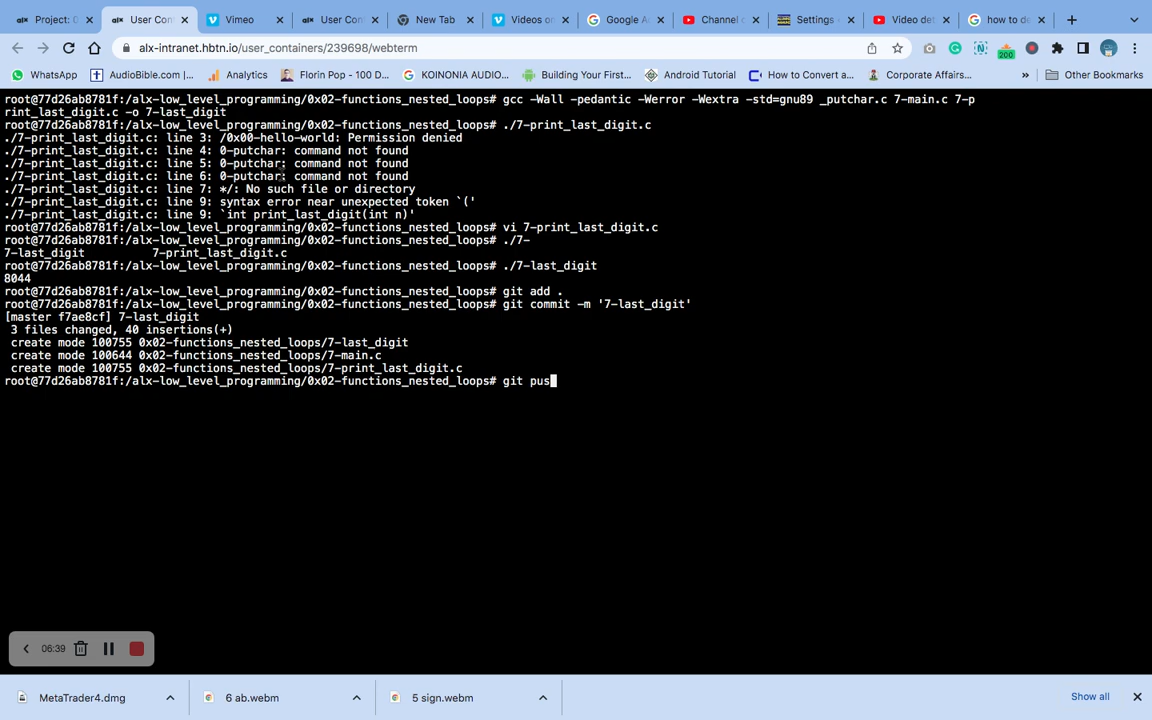 Project: 0
User Con
Vimeo
User Con
New Tab
Videos on
Google A
Channel c
Settings -
Video det
how to de
alx-intranet.hbtn.io/user_containers/239698/webterm
200
WhatsApp
AudioBible.com |...
Analytics
Florin Pop - 100 D...
KOINONIA AUDIO...
Building Your First...
Android Tutorial
How to Convert a...
Corporate Affairs...
»
Other Bookmarks
root@77d26ab8781f:/alx-low_level_programming/0x02-functions_nested_loops# gcc -Wall -pedantic -Werror -Wextra -std=gnu89 _putchar.c 7-main.c 7-p
rint_last_digit.c -o 7-last_digit
root@77d26ab8781f:/alx-low_level_programming/0x02-functions_nested_loops# ./7-print_last_digit.c
./7-print_last_digit.c: line 3: /0x00-hello-world: Permission denied
./7-print_last_digit.c: line 4: 0-putchar: command not found
./7-print_last_digit.c: line 5: 0-putchar: command not found
./7-print_last_digit.c: line 6: 0-putchar: command not found
./7-print_last_digit.c: line 7: */: No such file or directory
./7-print_last_digit.c: line 9: syntax error near unexpected token `('
./7-print_last_digit.c: line 9: `int print_last_digit(int n)'
root@77d26ab8781f:/alx-low_level_programming/0x02-functions_nested_loops# vi 7-print_last_digit.c
root@77d26ab8781f:/alx-low_level_programming/0x02-functions_nested_loops# ./7-
7-last_digit 7-print_last_digit.c
root@77d26ab8781f:/alx-low_level_programming/0x02-functions_nested_loops# ./7-last_digit
8044
root@77d26ab8781f:/alx-low_level_programming/0x02-functions_nested_loops# git add .
root@77d26ab8781f:/alx-low_level_programming/0x02-functions_nested_loops# git commit -m '7-last_digit'
[master f7ae8cf] 7-last_digit
3 files changed, 40 insertions(+)
create mode 100755 0x02-functions_nested_loops/7-last_digit
create mode 100644 0x02-functions_nested_loops/7-main.c
create mode 100755 0x02-functions_nested_loops/7-print_last_digit.c
root@77d26ab8781f:/alx-low_level_programming/0x02-functions_nested_loops# git pus
06:39
MetaTrader4.dmg
6 ab.webm
5 sign.webm
Show all